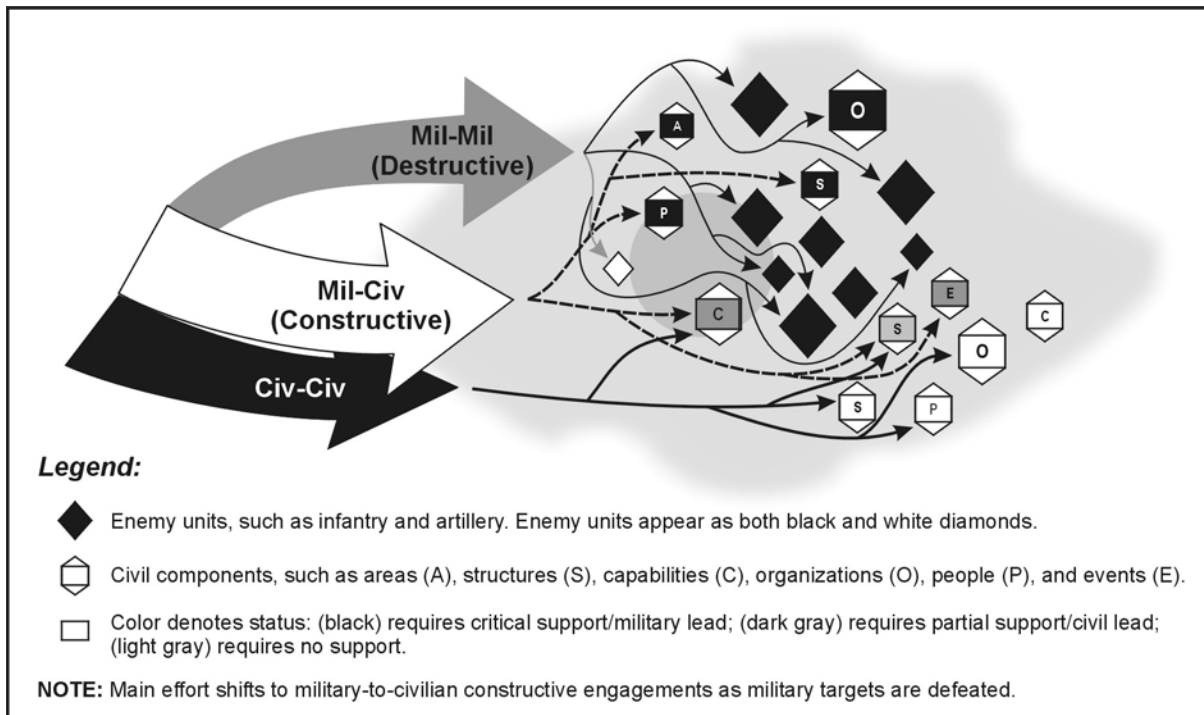 Mil-Mil
(Destructive)
A
O
S
P
Mil-Civ
(Constructive)
C
E
S
C
O
Civ-Civ
S
P
Legend:
Enemy units, such as infantry and artillery. Enemy units appear as both black and white diamonds.
Civil components, such as areas (A), structures (S), capabilities (C), organizations (O), people (P), and events (E).
Color denotes status: (black) requires critical support/military lead; (dark gray) requires partial support/civil lead;
(light gray) requires no support.
NOTE: Main effort shifts to military-to-civilian constructive engagements as military targets are defeated.